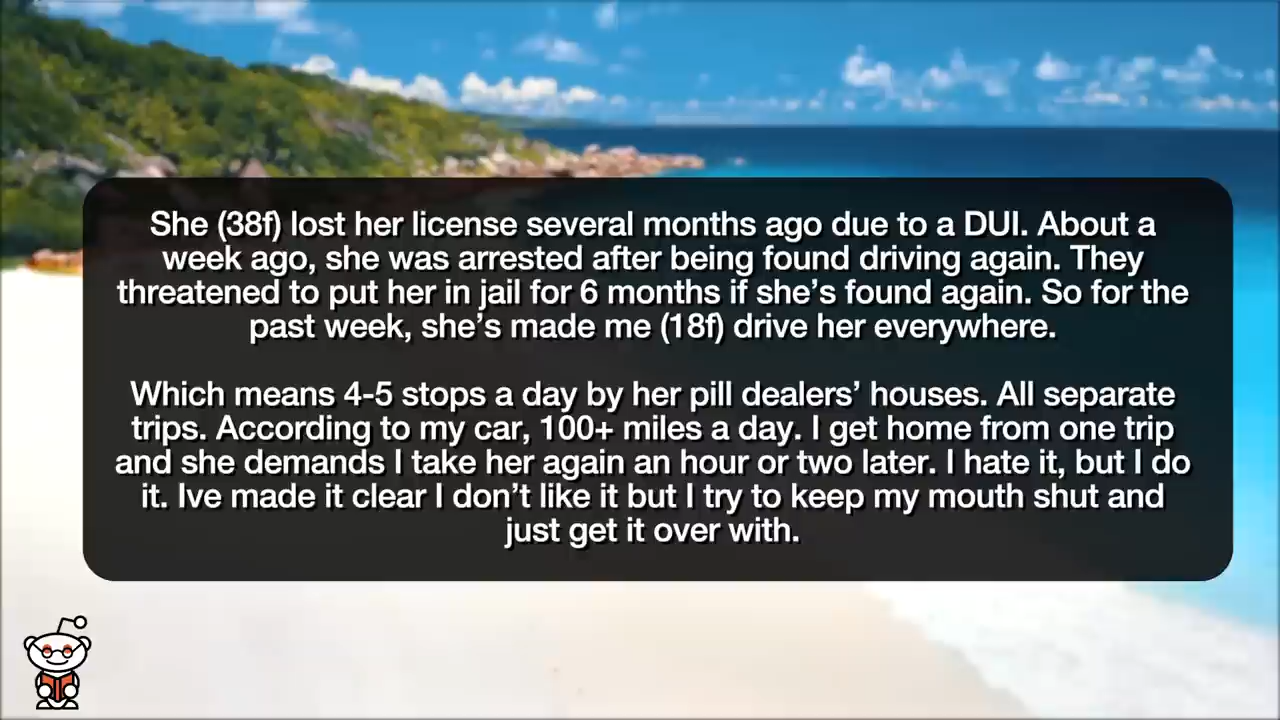 She (38f) lost her license several months ago due to a DUI. About a
week ago, she was arrested after being found driving again. They
threatened to put her in jail for 6 months if she’s found again. So for the
past week, she’s made me (18f) drive her everywhere.
Which means 4-5 stops a day by her pill dealers’ houses. All separate
trips. According to my car, 100+ miles a day. I get home from one trip
and she demands I take her again an hour or two later. I hate it, but I do
it. Ive made it clear I don’t like it but I try to keep my mouth shut and
just get it over with.